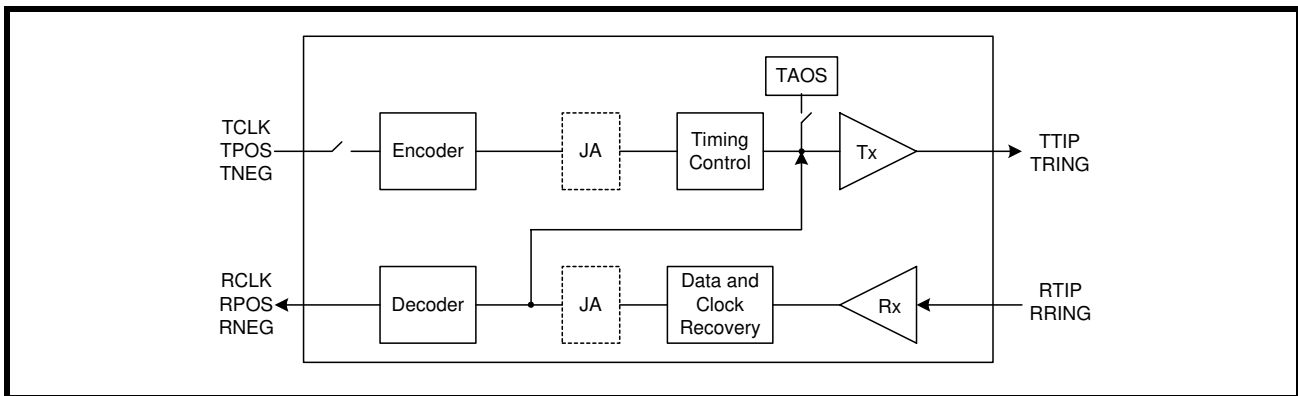 TAOS
TCLK
TPOS
TNEG
Encoder
JA
Timing
Control
Tx
TTIP
TRING
RCLK
RPOS
RNEG
Decoder
JA
Data and
Clock
Recovery
Rx
RTIP
RRING